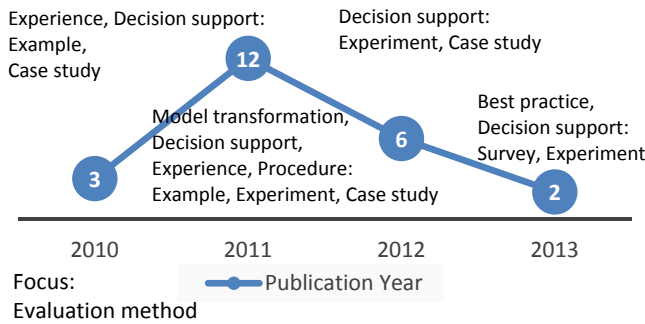 Experience, Decision support:
Example,
Case study
Decision support:
Experiment, Case study
12
Model transformation,
Decision support,
Experience, Procedure:
Example, Experiment, Case study
6
Best practice,
Decision support:
Survey, Experiment
3
2
2010 2011 2012 2013
Focus:
Evaluation method
Publication Year